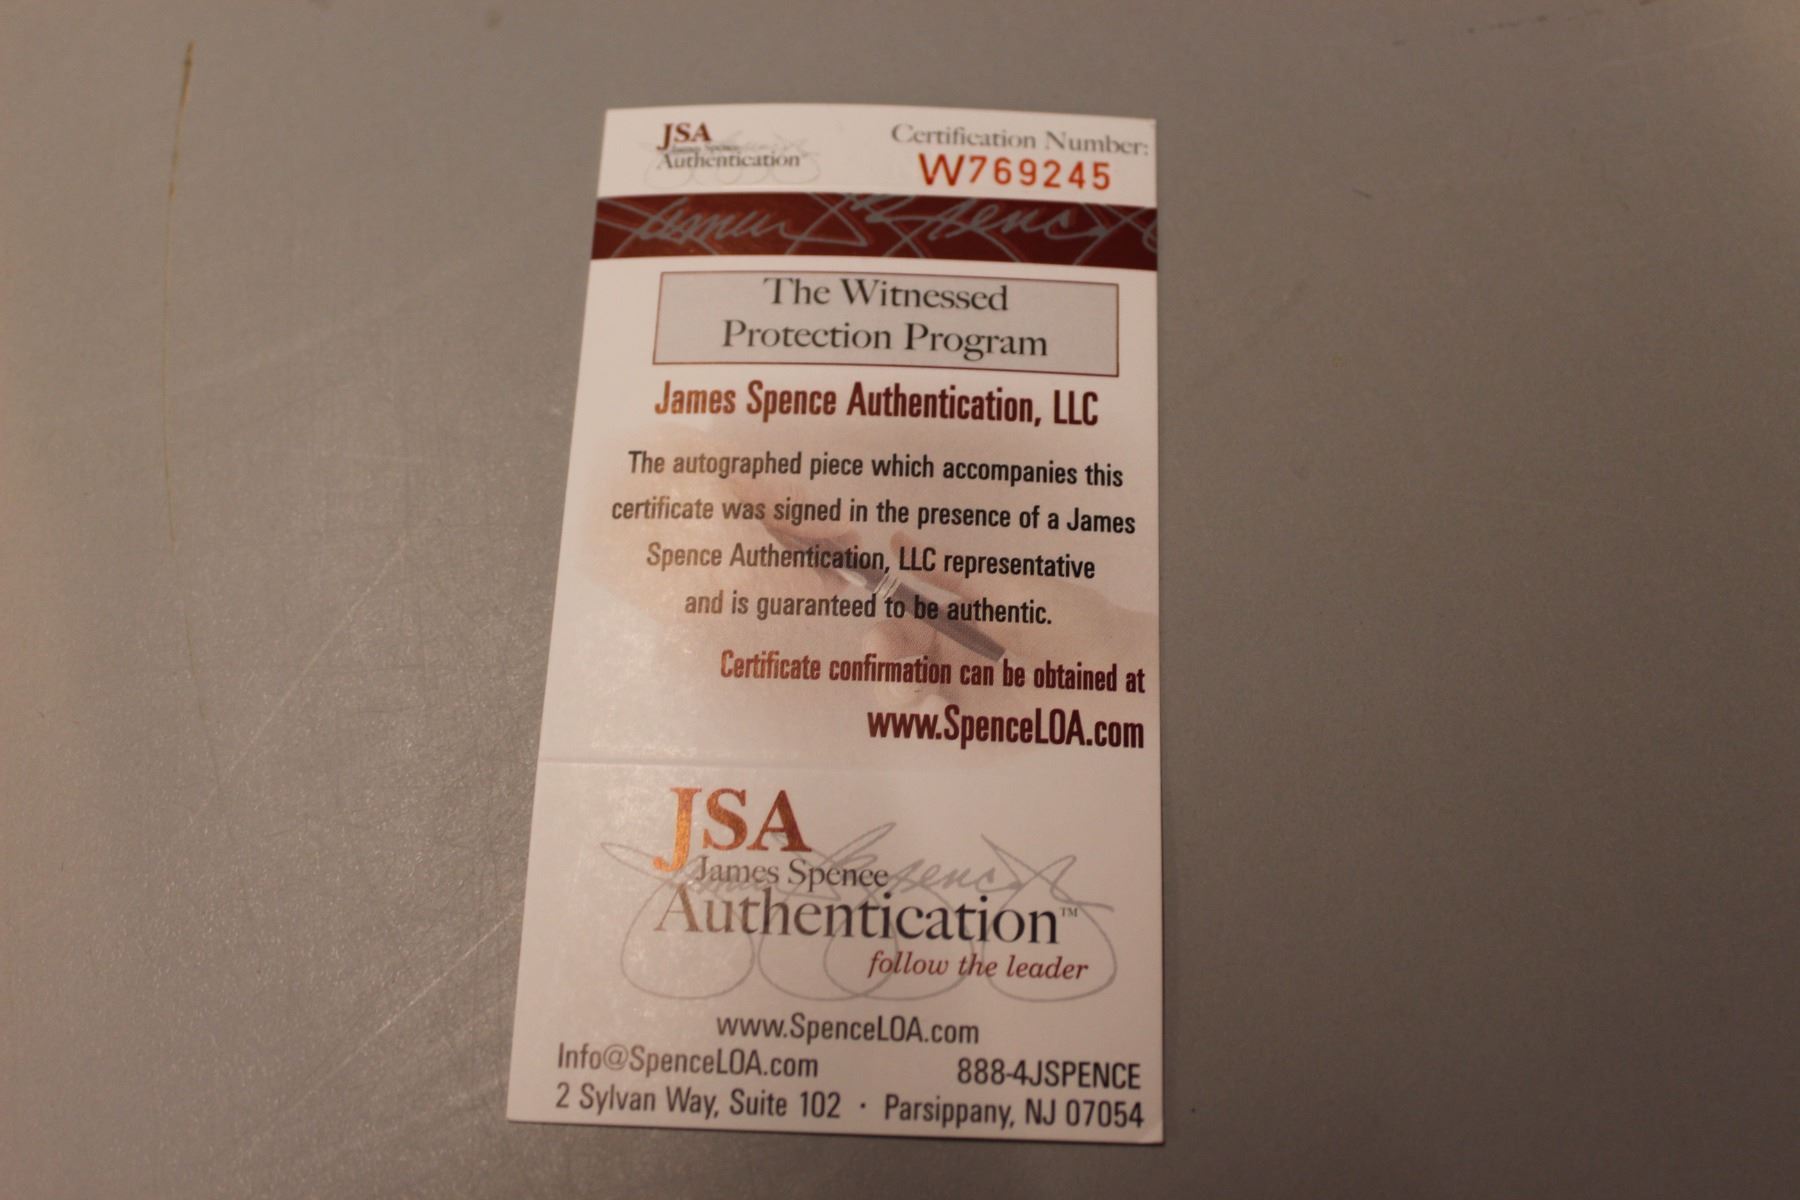 JSA
James Spence
Authentication
Certification Number:
W769245
James Spence
The Witnessed
Protection Program
James Spence Authentication, LLC
The autographed piece which accompanies this
certificate was signed in the presence of a James
Spence Authentication, LLC representative
and is guaranteed to be authentic.
Certificate confirmation can be obtained at
www.SpenceLOA.com
JSA
James Spence
Authentication™
follow the leader
www.SpenceLOA.com
Info@SpenceLOA.com 888-4JSPENCE
2 Sylvan Way, Suite 102 · Parsippany, NJ 07054